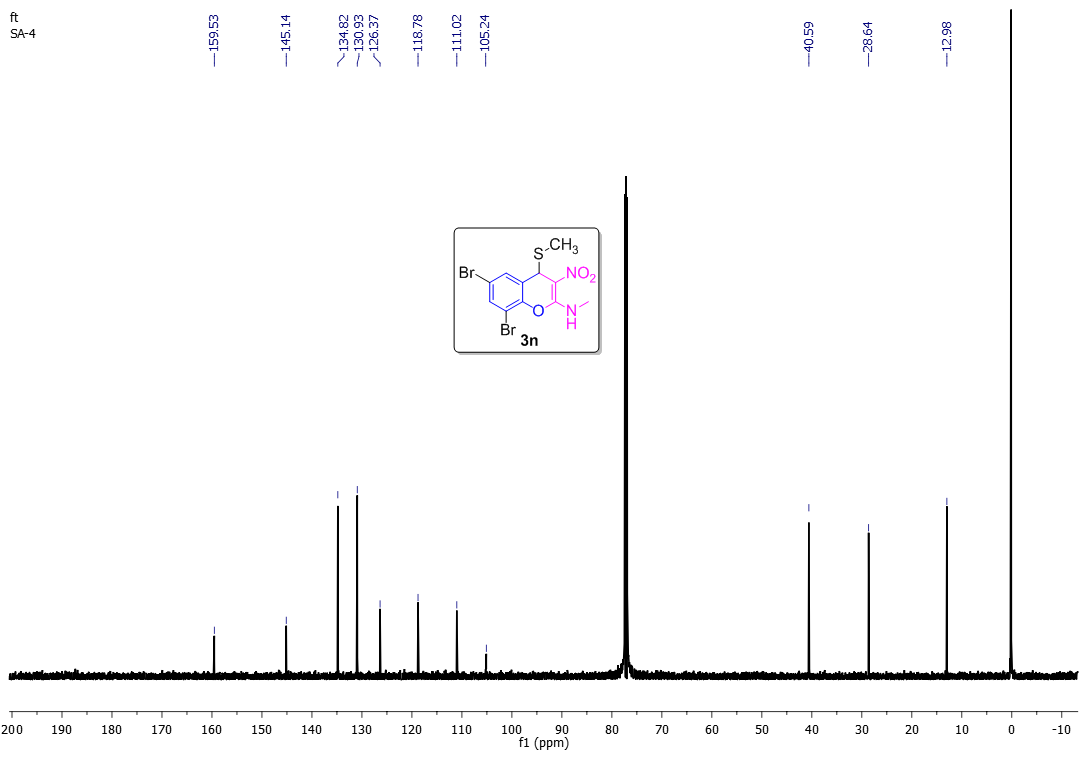 ft
SA-4
159.53
145.14
134.82
130.93
126.37
118.78
111.02
105.24
40.59
28.64
12.98
S CH3
Br NO2
O N
H
Br
3n
200 190 180 170 160 150 140 130 120 110 100 90 80 70 60 50 40 30 20 10 0 -10
f1 (ppm)